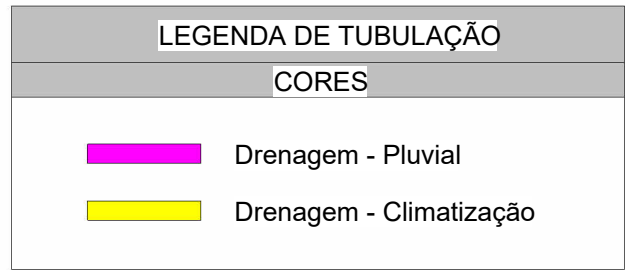 LEGENDA DE TUBULAÇÃO
CORES
Drenagem - Pluvial
Drenagem - Climatização